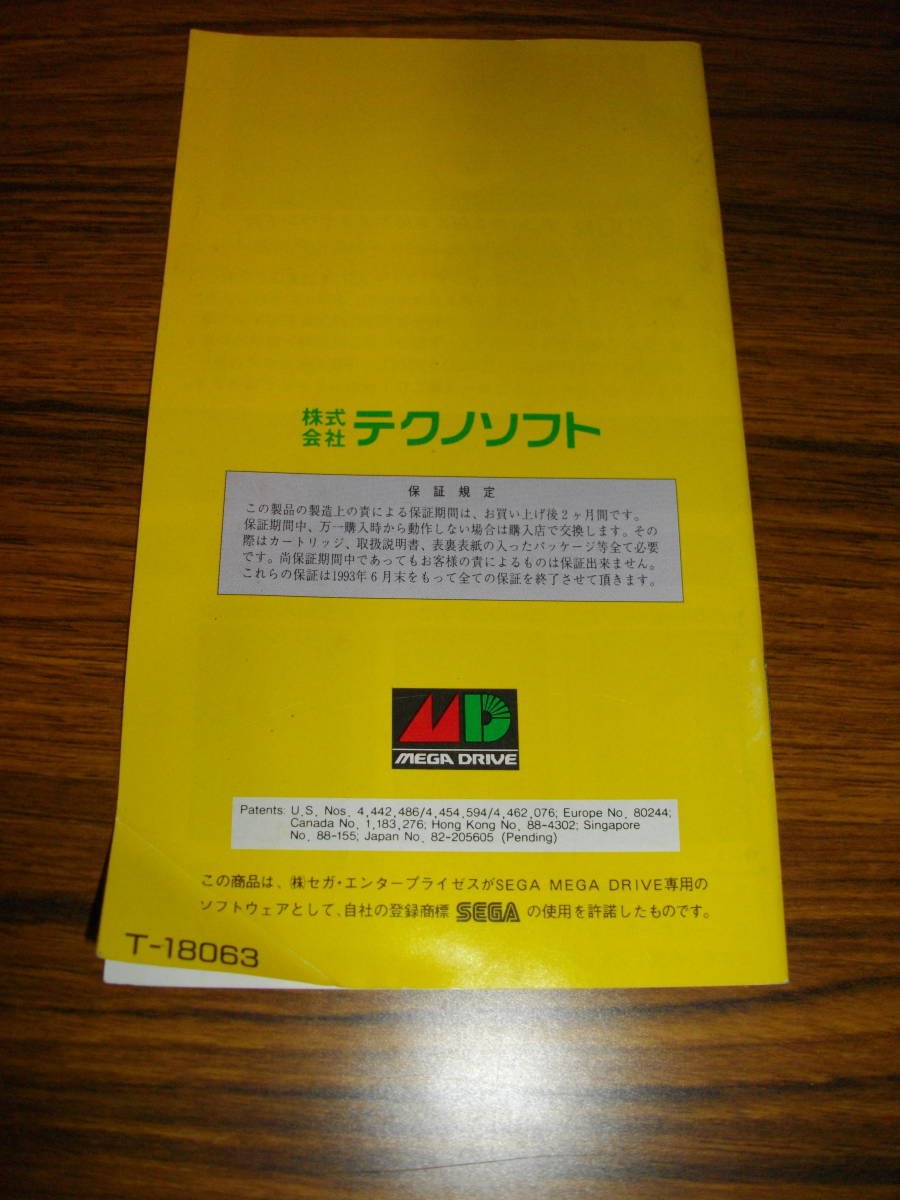 株式
会社 テクノソフト
保証規定
この製品の製造上の責による保証期間は、お買い上げ後2ヶ月間です。
保証期間中、万一購入時から動作しない場合は購入店で交換します。その
際はカートリッジ、取扱説明書、表裏表紙の入ったパッケージ等全て必要
です。尚保証期間中であってもお客様の責によるものは保証出来ません。
これらの保証は1993年6月末をもって全ての保証を終了させて頂きます。
MD
MEGA DRIVE
Patents: U.S. Nos. 4,442,486/4,454,594/4,462,076; Europe No. 80244;
Canada No. 1,183,276; Hong Kong No. 88-4302; Singapore
No. 88-155; Japan No. 82-205605 (Pending)
この商品は、㈱セガ・エンタープライゼスがSEGA MEGA DRIVE専用の
ソフトウェアとして、自社の登録商標 SEGA の使用を許諾したものです。
T-18063